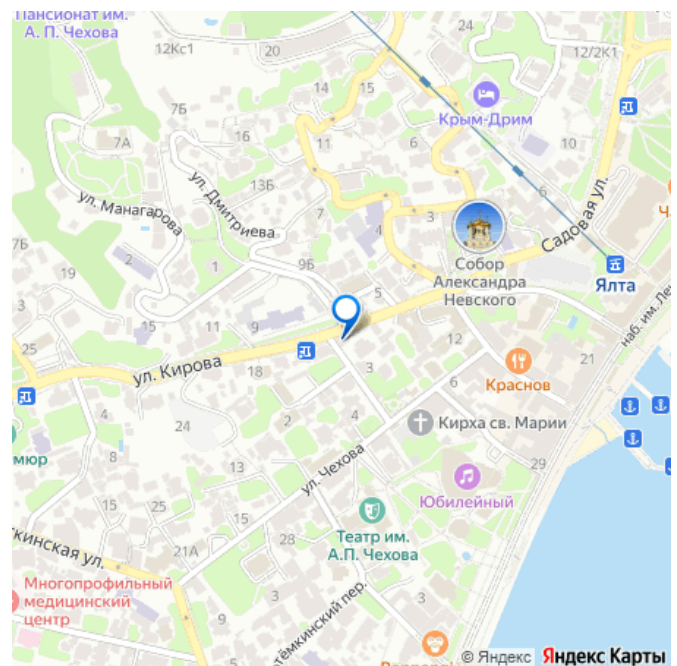 Пансионат им.
А. П. Чехова
12Кс1
20
24
12/2К1
14
15
7Б
7Б
16
11
Крым-Дрим
10
7А
13Б
4
6
ул. Манагарова
ул. Дмитриева
3
Садовая ул.
Собор
Александра
Невского
Ялта
2
1
19
9Б
5
наб. им. Ле
13
15
11
9
12
21
25
ул. Кирова
18
3
6
Краснов
24
2
4
Кирха св. Марии
4
мюр
8
13
ул. Чехова
29
Юбилейный
15
25
Театр им.
А.П. Чехова
28
21А
кинская ул.
Многопрофильный
медицинский
центр
3
3
тёмкинский пер.
© Яндекс Яндекс Карты